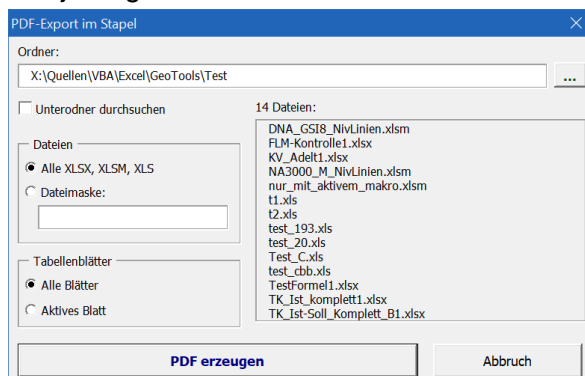 PDF-Export im Stapel
Ordner:
X:\Quellen\VBA\Excel\GeoTools\Test
...
Unterodner durchsuchen
Dateien
Alle XLSX, XLSM, XLS
Dateimaske:
Tabellenblätter
Alle Blätter
Aktives Blatt
14 Dateien:
DNA_GSI8_NivLinien.xlsm
FLM-Kontrolle1.xlsx
KV_Adelt1.xlsx
NA3000_M_NivLinien.xlsm
nur_mit_aktivem_makro.xlsm
t1.xls
t2.xls
test_193.xls
test_20.xls
Test_C.xls
test_cbb.xls
TestFormel1.xlsx
TK_Ist_komplett1.xlsx
TK_Ist-Soll_Komplett_B1.xlsx
PDF erzeugen
Abbruch